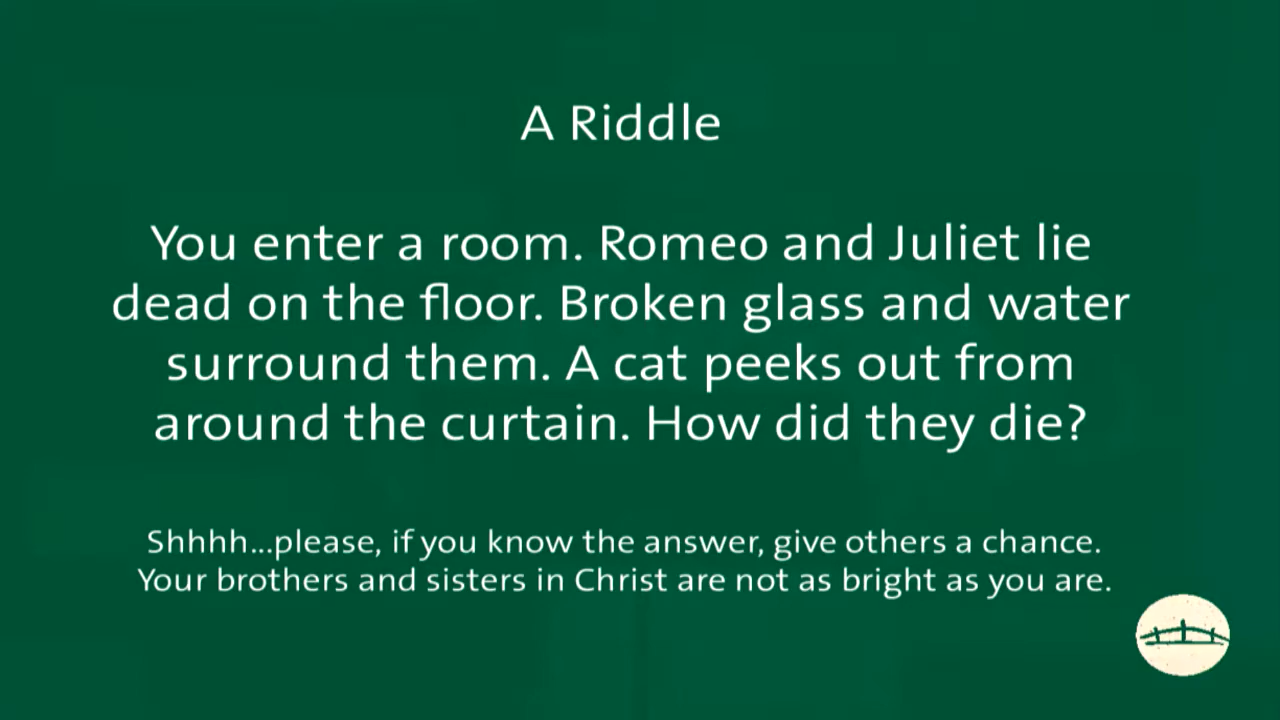 A Riddle
You enter a room. Romeo and Juliet lie
dead on the floor. Broken glass and water
surround them. A cat peeks out from
around the curtain. How did they die?
Shhhh...please, if you know the answer, give others a chance.
Your brothers and sisters in Christ are not as bright as you are.